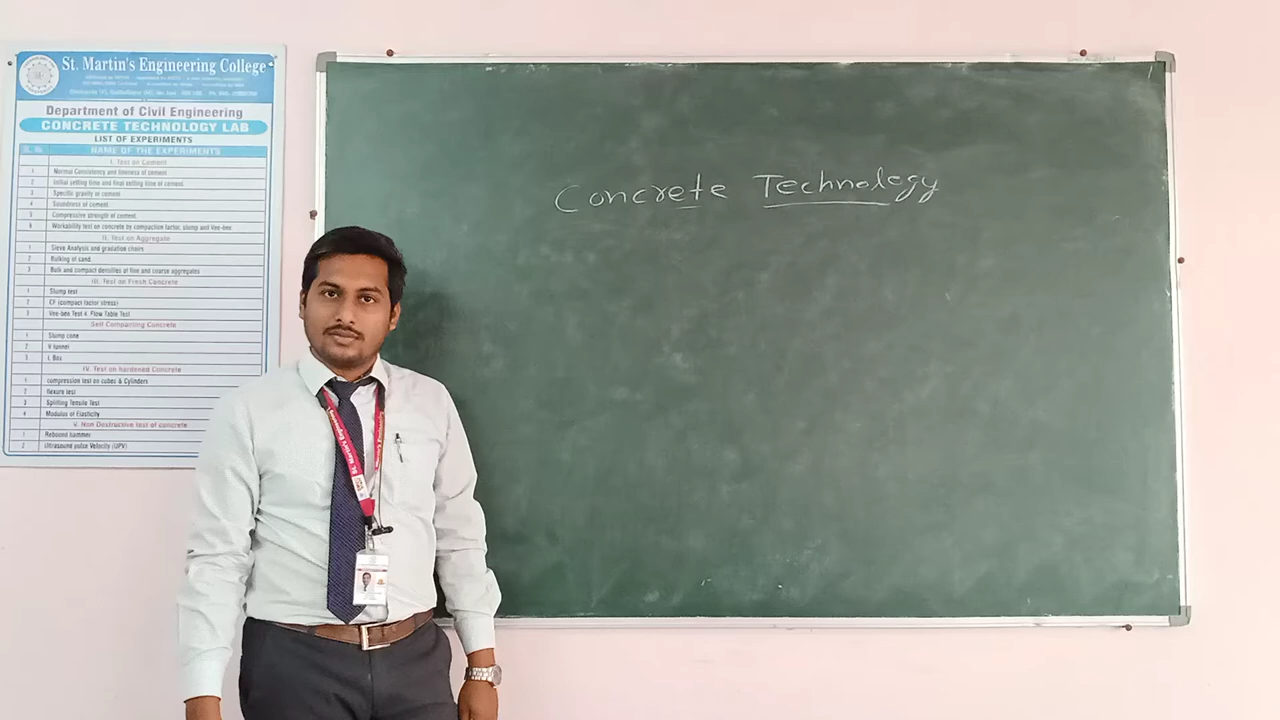 St. Martin's Engineering College
Department of Civil Engineering
CONCRETE TECHNOLOGY LAB
LIST OF EXPERIMENTS
Sl. No NAME OF THE EXPERIMENTS
I. Test on Cement
1 Normal Consistency and fineness of cement
2 Initial setting time and final setting time of cement.
3 Specific gravity of cement
4 Soundness of cement.
5 Compressive strength of cement.
6 Workability test on concrete by compaction factor, slump and Vee-bee
II. Test on Aggregate
1 Sieve Analysis and gradation charts
2 Bulking of sand.
3 Bulk and compact densities of fine and coarse aggregates
III. Test on Fresh Concrete
1 Slump test
2 CF (compact factor stress)
3 Vee-bee Test 4. Flow Table Test
Self Compacting Concrete
1 Slump cone
2 V funnel
3 L Box
IV. Test on hardened Concrete
1 compression test on cubes & Cylinders
2 flexure test
3 Splitting Tensile Test
4 Modulus of Elasticity
V. Non Destructive test of concrete
1 Rebound hammer
2 Ultrasound pulse Velocity (UPV)
Concrete Technology
St. Martin's Engineering